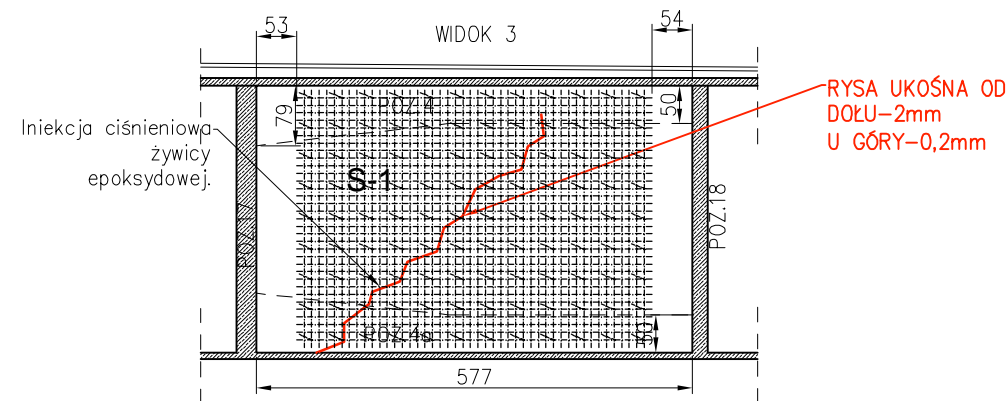 53
WIDOK 3
54
79
POZ.4
50
RYSA UKOŚNA OD
DOŁU-2mm
U GÓRY-0,2mm
Iniekcja ciśnieniowa
żywicy
epoksydowej.
S-1
POZ.17
POZ.18
POZ.4a
50
577